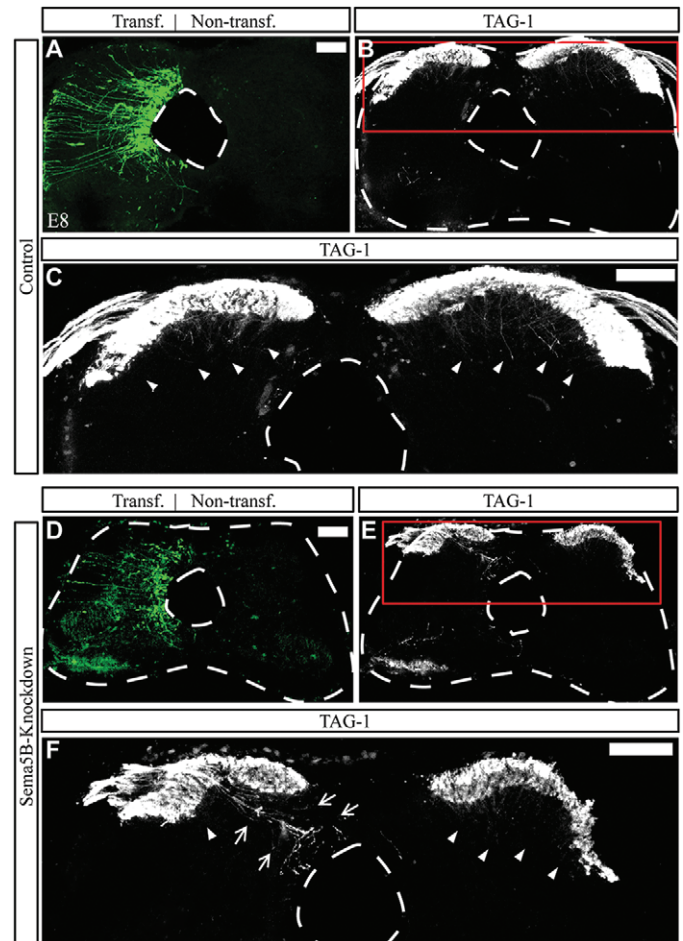 Transf. | Non-transf.
TAG-1
A
B
E8
Control
TAG-1
C
Transf. | Non-transf.
TAG-1
D
E
Sema5B-Knockdown
TAG-1
F